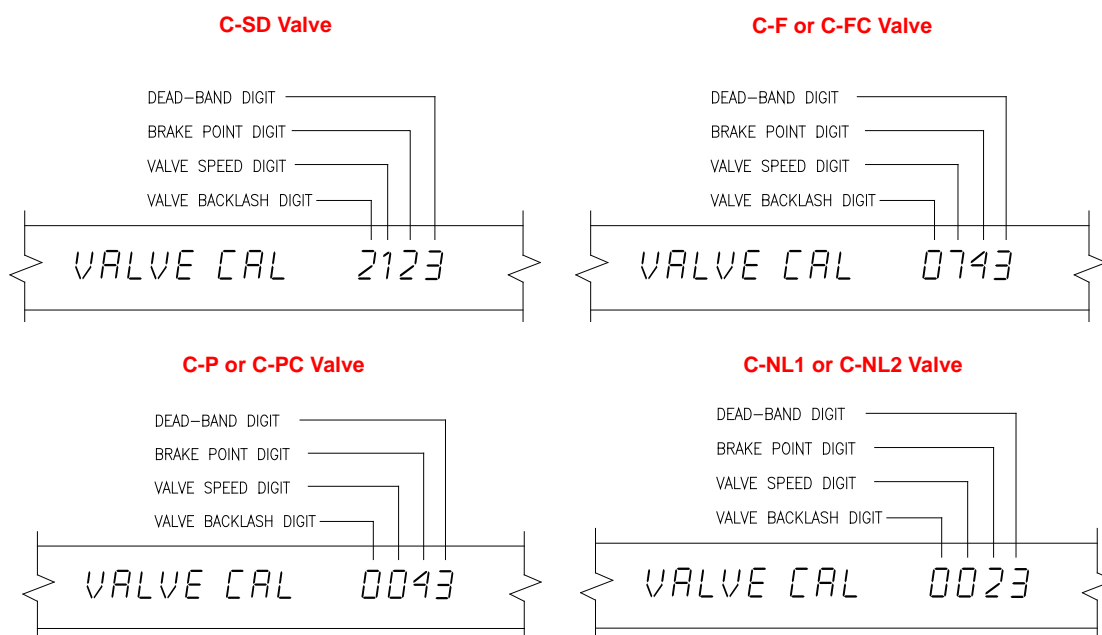 C-SD Valve
DEAD-BAND DIGIT
BRAKE POINT DIGIT
VALVE SPEED DIGIT
VALVE BACKLASH DIGIT
VALVE CAL 2123
C-F or C-FC Valve
DEAD-BAND DIGIT
BRAKE POINT DIGIT
VALVE SPEED DIGIT
VALVE BACKLASH DIGIT
VALVE CAL 0743
C-P or C-PC Valve
DEAD-BAND DIGIT
BRAKE POINT DIGIT
VALVE SPEED DIGIT
VALVE BACKLASH DIGIT
VALVE CAL 0043
C-NL1 or C-NL2 Valve
DEAD-BAND DIGIT
BRAKE POINT DIGIT
VALVE SPEED DIGIT
VALVE BACKLASH DIGIT
VALVE CAL 0023